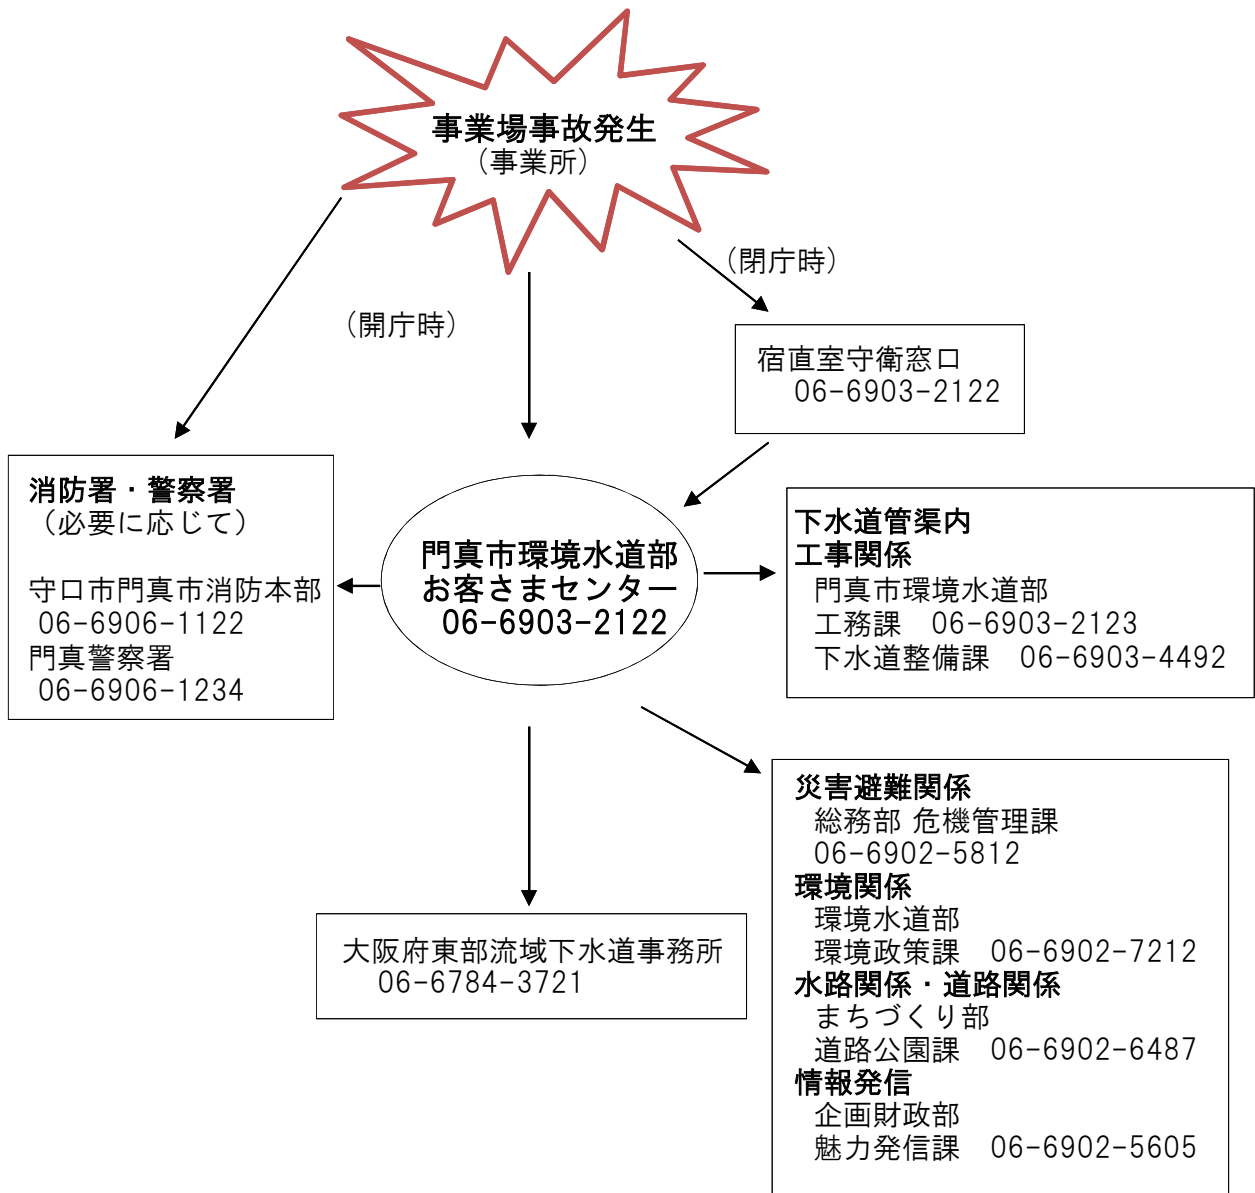 事業場事故発生
（事業所）
（閉庁時）
（開庁時）
宿直室守衛窓口
06-6903-2122
消防署・警察署
（必要に応じて）
守口市門真市消防本部
06-6906-1122
門真警察署
06-6906-1234
門真市環境水道部
お客さまセンター
06-6903-2122
下水道管渠内
工事関係
門真市環境水道部
工務課　06-6903-2123
下水道整備課　06-6903-4492
大阪府東部流域下水道事務所
06-6784-3721
災害避難関係
総務部 危機管理課
06-6902-5812
環境関係
環境水道部
環境政策課　06-6902-7212
水路関係・道路関係
まちづくり部
道路公園課　06-6902-6487
情報発信
企画財政部
魅力発信課　06-6902-5605